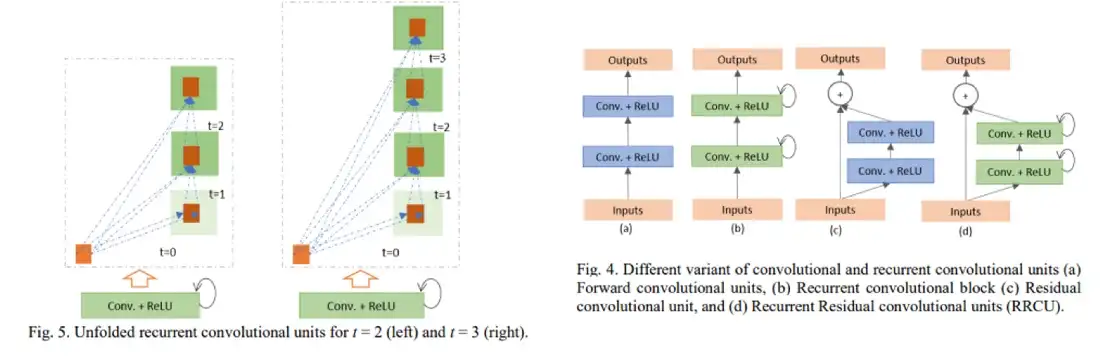 t=3
t=2
t=1
t=0
Conv. + ReLU
t=2
t=1
t=0
Conv. + ReLU
Fig. 5. Unfolded recurrent convolutional units for t = 2 (left) and t = 3 (right).
Outputs
Outputs
Outputs
Outputs
+
+
Conv. + ReLU
Conv. + ReLU
Conv. + ReLU
Conv. + ReLU
Conv. + ReLU
Conv. + ReLU
Conv. + ReLU
Conv. + ReLU
Inputs
Inputs
Inputs
Inputs
(a)
(b)
(c)
(d)
Fig. 4. Different variant of convolutional and recurrent convolutional units (a)
Forward convolutional units, (b) Recurrent convolutional block (c) Residual
convolutional unit, and (d) Recurrent Residual convolutional units (RRCU).